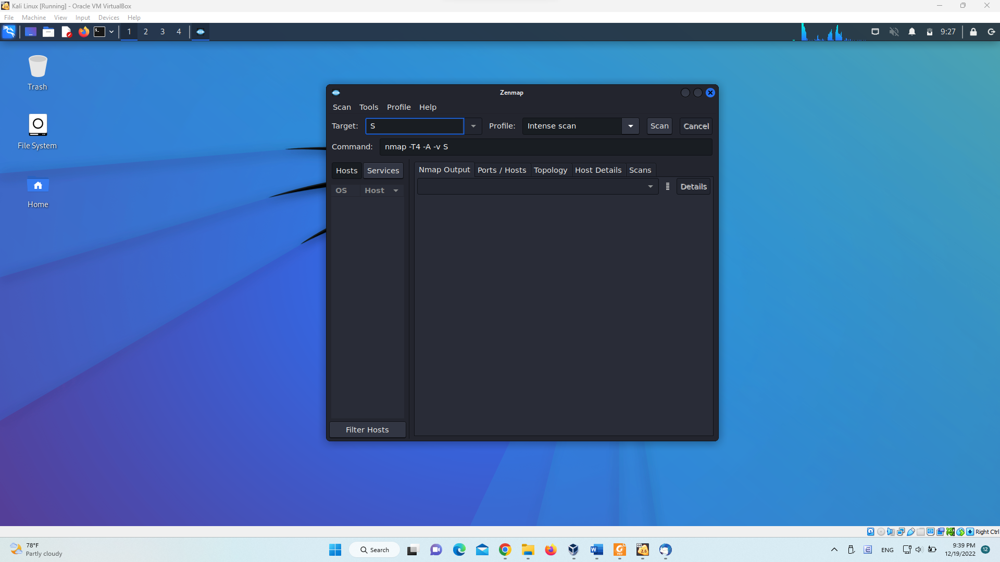 Kali Linux [Running] - Oracle VM VirtualBox
File Machine View Input Devices Help
1 2 3 4
9:27
Trash
File System
Home
Zenmap
Scan Tools Profile Help
Target: S Profile: Intense scan Scan Cancel
Command: nmap -T4 -A -v S
Hosts Services
Nmap Output Ports / Hosts Topology Host Details Scans
OS Host
Details
Filter Hosts
Right Ctrl
78°F
Partly cloudy
Search
ENG
9:39 PM
12/19/2022
12